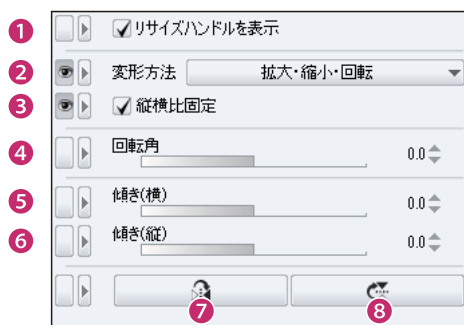 1 リサイズハンドルを表示
2 変形方法 拡大・縮小・回転
3 縦横比固定
4 回転角 0.0
5 傾き(横) 0.0
6 傾き(縦) 0.0
7 8